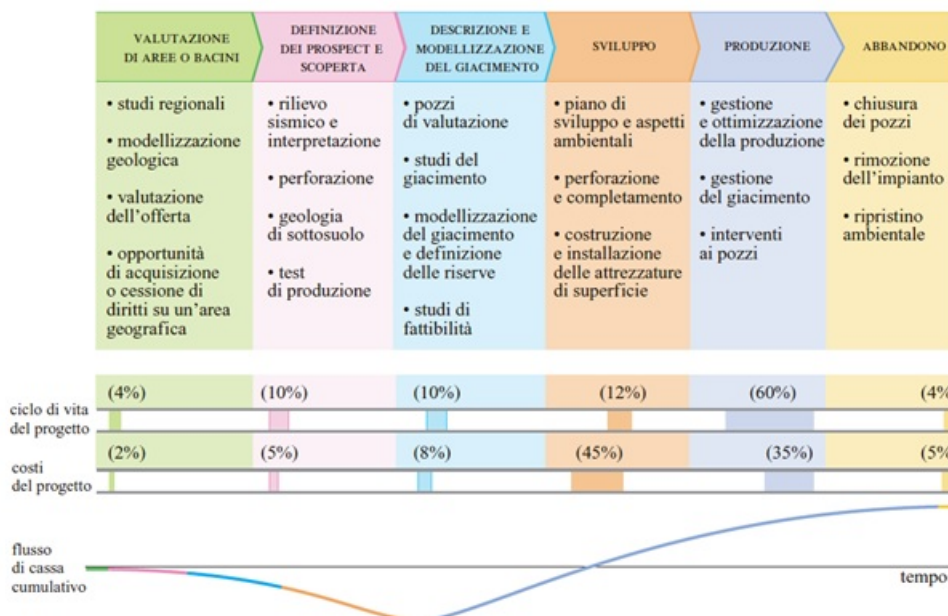 VALUTAZIONE
DI AREE O BACINI
DEFINIZIONE
DEI PROSPECT E
SCOPERTA
DESCRIZIONE E
MODELLIZZAZIONE
DEL GIACIMENTO
SVILUPPO
PRODUZIONE
ABBANDONO
• studi regionali
• modellizzazione
geologica
• valutazione
dell'offerta
• opportunità
di acquisizione
o cessione di
diritti su un'area
geografica
• rilievo
sismico e
interpretazione
• perforazione
• geologia
di sottosuolo
• test
di produzione
• pozzi
di valutazione
• studi del
giacimento
• modellizzazione
del giacimento
e definizione
delle riserve
• studi di
fattibilità
• piano di
sviluppo e aspetti
ambientali
• perforazione
e completamento
• costruzione
e installazione
delle attrezzature
di superficie
• gestione
e ottimizzazione
della produzione
• gestione
del giacimento
• interventi
ai pozzi
• chiusura
dei pozzi
• rimozione
dell'impianto
• ripristino
ambientale
ciclo di vita
del progetto
(4%) (10%) (10%) (12%) (60%) (4%
costi
del progetto
(2%) (5%) (8%) (45%) (35%) (5%
flusso
di cassa
cumulativo
tempo